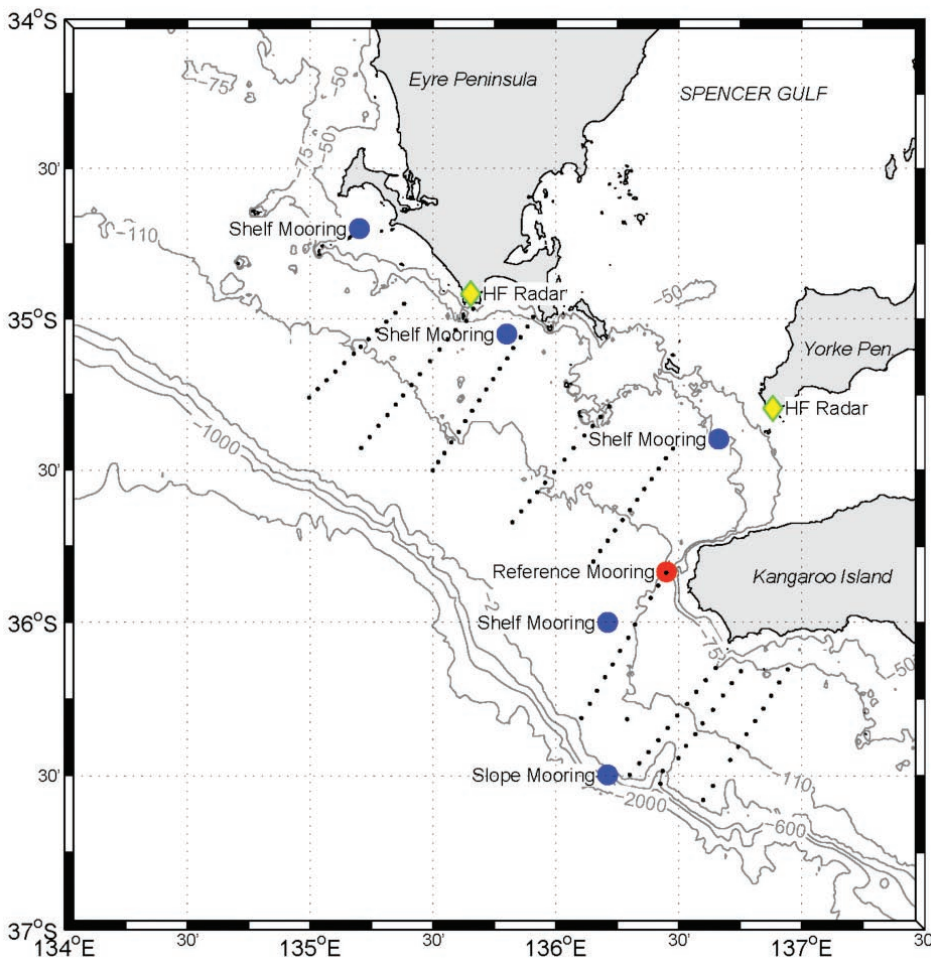 34°S
Eyre Peninsula
SPENCER GULF
−75
−50
−50
−75
30'
Shelf Mooring
−110
HF Radar
−50
35°S
Shelf Mooring
Yorke Pen.
HF Radar
−1000
Shelf Mooring
30'
Reference Mooring
Kangaroo Island
36°S
Shelf Mooring
−75
−50
30'
Slope Mooring
−110
−2000
−600
37°S
134°E
30'
135°E
30'
136°E
30'
137°E
30